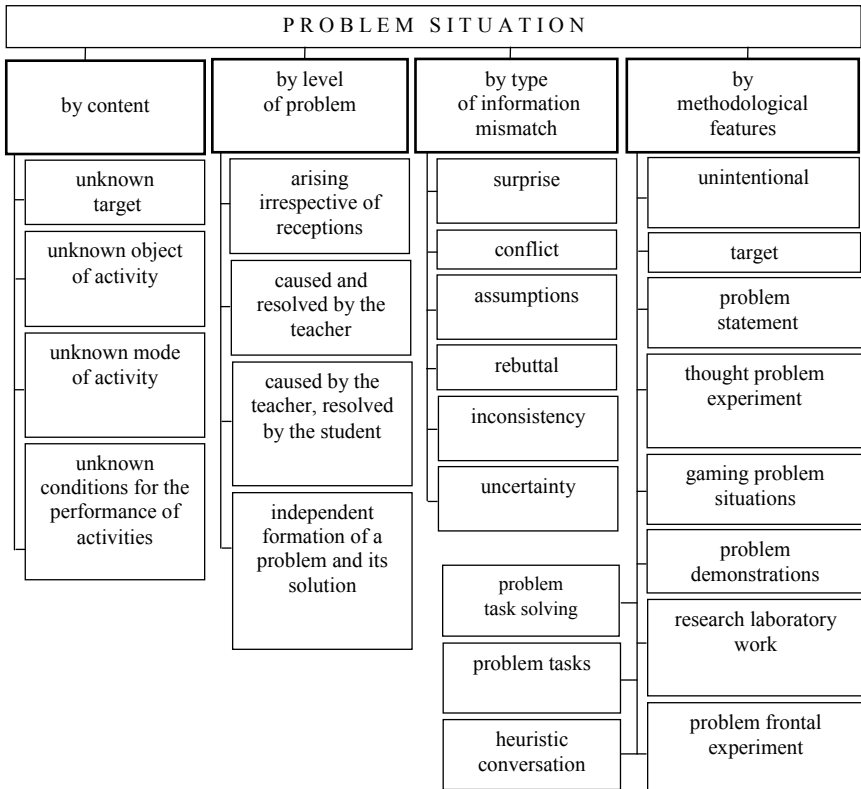 PROBLEM SITUATION
by content
unknown
target
unknown object
of activity
unknown mode
of activity
unknown
conditions for the
performance of
activities
by level
of problem
arising
irrespective of
receptions
caused and
resolved by the
teacher
caused by the
teacher, resolved
by the student
independent
formation of a
problem and its
solution
by type
of information
mismatch
surprise
conflict
assumptions
rebuttal
inconsistency
uncertainty
by
methodological
features
unintentional
target
problem
statement
thought problem
experiment
gaming problem
situations
problem
demonstrations
research laboratory
work
problem frontal
experiment
problem
task solving
problem tasks
heuristic
conversation